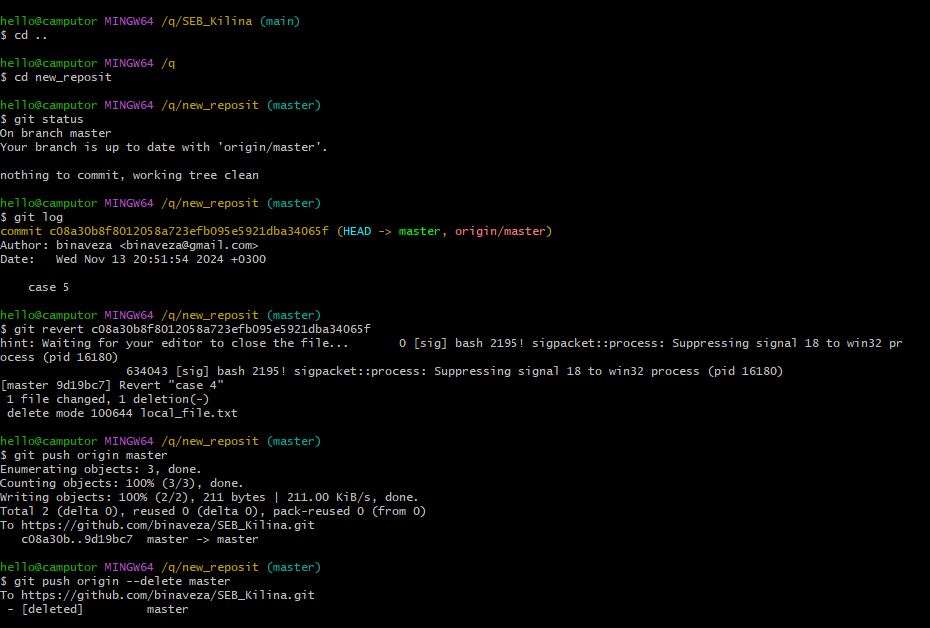 hello@camputor MINGW64 /q/SEB_Kilina (main)
$ cd ..
hello@camputor MINGW64 /q
$ cd new_reposit
hello@camputor MINGW64 /q/new_reposit (master)
$ git status
On branch master
Your branch is up to date with 'origin/master'.
nothing to commit, working tree clean
hello@camputor MINGW64 /q/new_reposit (master)
$ git log
commit c08a30b8f8012058a723efb095e5921dba34065f (HEAD -> master, origin/master)
Author: binaveza <binaveza@gmail.com>
Date:   Wed Nov 13 20:51:54 2024 +0300
    case 5
hello@camputor MINGW64 /q/new_reposit (master)
$ git revert c08a30b8f8012058a723efb095e5921dba34065f
hint: Waiting for your editor to close the file...       0 [sig] bash 2195! sigpacket::process: Suppressing signal 18 to win32 pr
ocess (pid 16180)
                  634043 [sig] bash 2195! sigpacket::process: Suppressing signal 18 to win32 process (pid 16180)
[master 9d19bc7] Revert "case 4"
 1 file changed, 1 deletion(-)
 delete mode 100644 local_file.txt
hello@camputor MINGW64 /q/new_reposit (master)
$ git push origin master
Enumerating objects: 3, done.
Counting objects: 100% (3/3), done.
Writing objects: 100% (2/2), 211 bytes | 211.00 KiB/s, done.
Total 2 (delta 0), reused 0 (delta 0), pack-reused 0 (from 0)
To https://github.com/binaveza/SEB_Kilina.git
   c08a30b..9d19bc7  master -> master
hello@camputor MINGW64 /q/new_reposit (master)
$ git push origin --delete master
To https://github.com/binaveza/SEB_Kilina.git
 - [deleted]         master